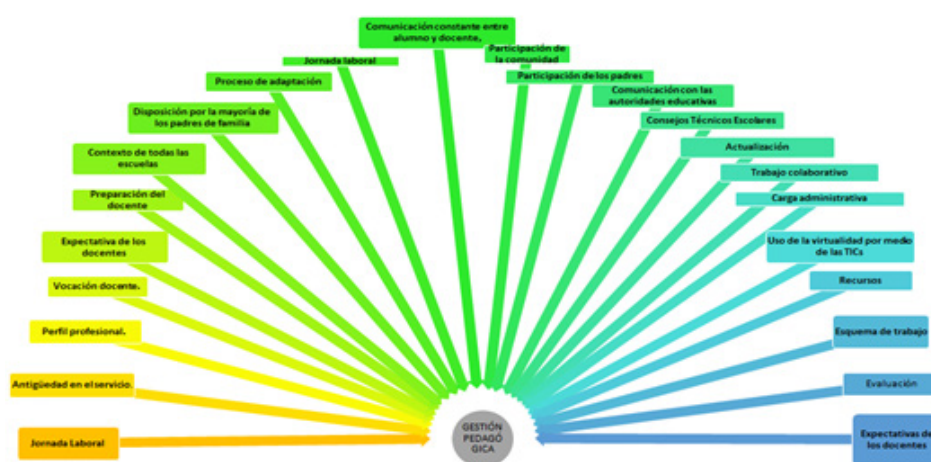 Comunicación constante entre
alumno y docente.
Participación de
la comunidad
Jornada laboral
Participación de los padres
Proceso de adaptación
Comunicación con las
autoridades educativas
Disposición por la mayoría de
los padres de familia
Consejos Técnicos Escolares
Contexto de todas las
escuelas
Actualización
Trabajo colaborativo
Preparación del
docente
Carga administrativa
Expectativa de los
docentes
Uso de la virtualidad por medio
de las TICs
Vocación docente.
Recursos
Perfil profesional.
Esquema de trabajo
Antigüedad en el servicio.
Evaluación
Jornada Laboral
GESTIÓN
PEDAGÓ
GICA
Expectativas de
los docentes